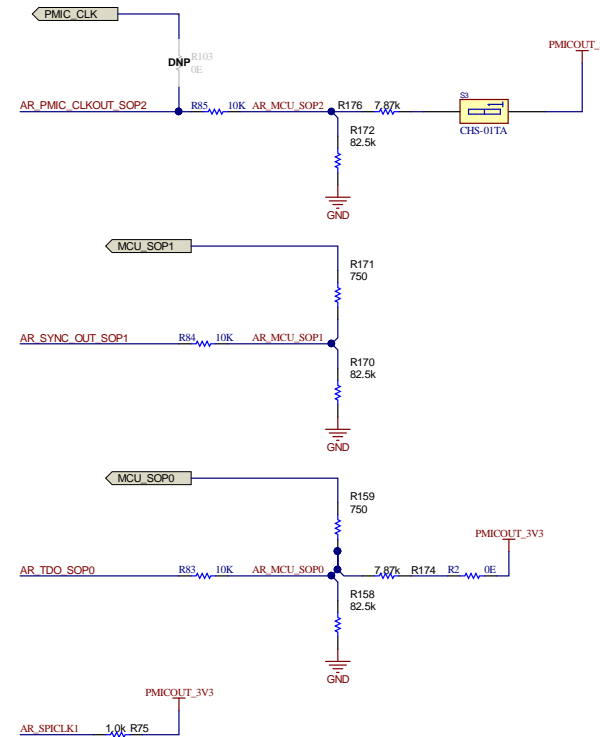 PMIC_CLK
R103
DNP
0E
PMICOUT_
AR_PMIC_CLKOUT_SOP2 R85 10K AR_MCU_SOP2 R176 7.87k
S3
1
CHS-01TA
R172
82.5k
GND
MCU_SOP1
R171
750
AR_SYNC_OUT_SOP1 R84 10K AR_MCU_SOP1
R170
82.5k
GND
MCU_SOP0
R159
750
PMICOUT_3V3
AR_TDO_SOP0 R83 10K AR_MCU_SOP0 7.87k R174 R2 0E
R158
82.5k
GND
PMICOUT_3V3
AR_SPICLK1 1.0k R75